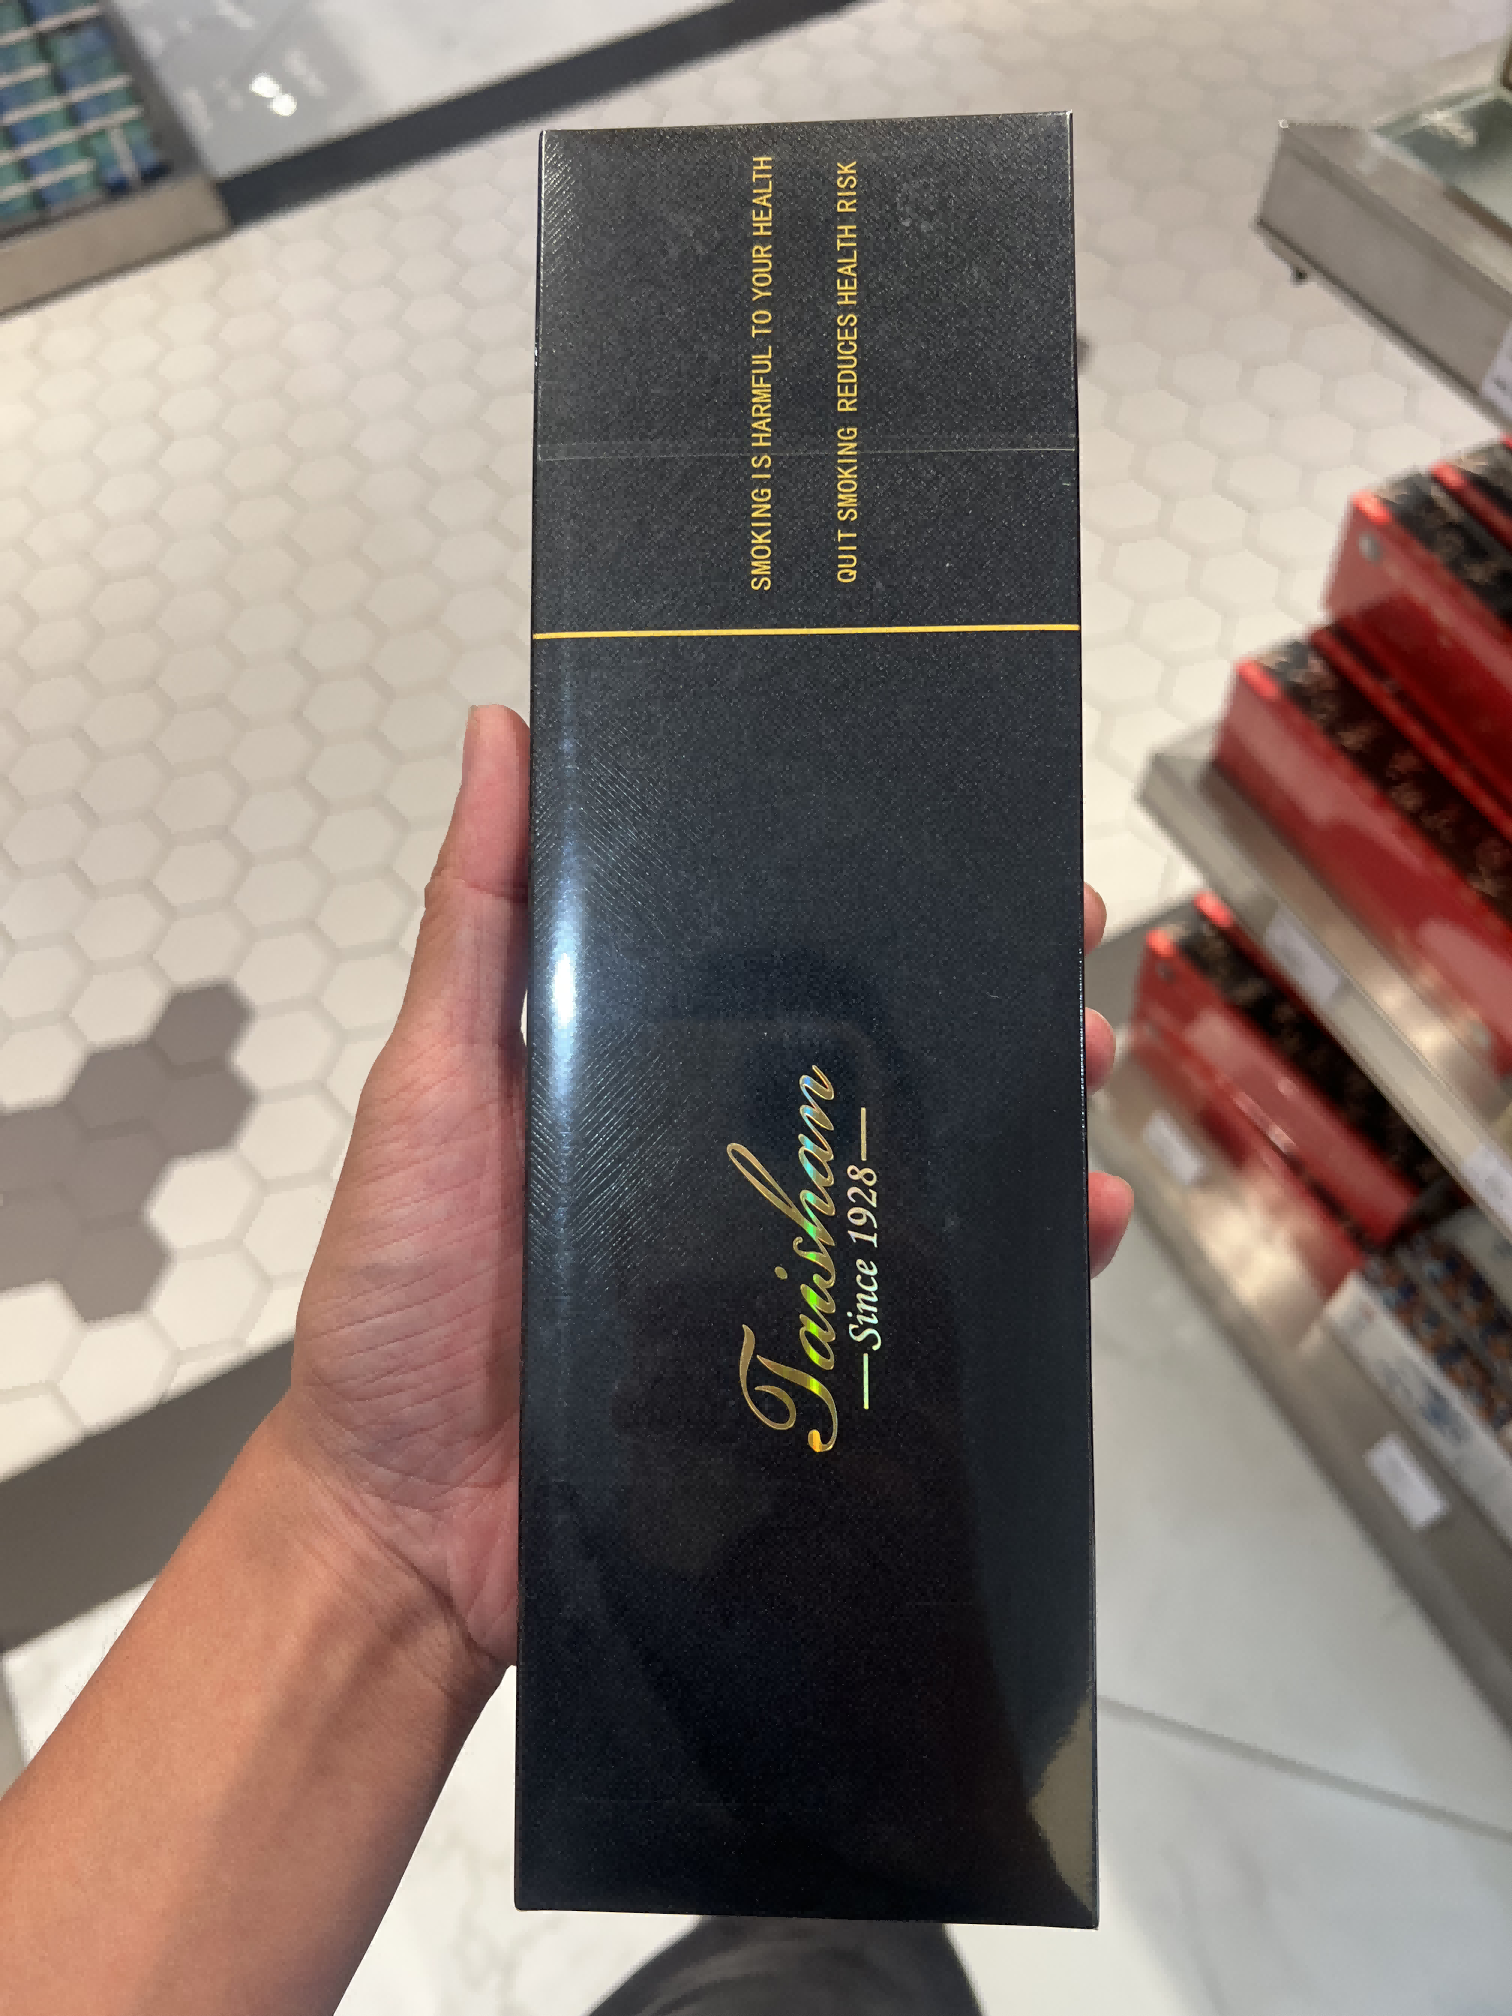 SMOKING IS HARMFUL TO YOUR HEALTH
QUIT SMOKING REDUCES HEALTH RISK
Taishan
Since 1928